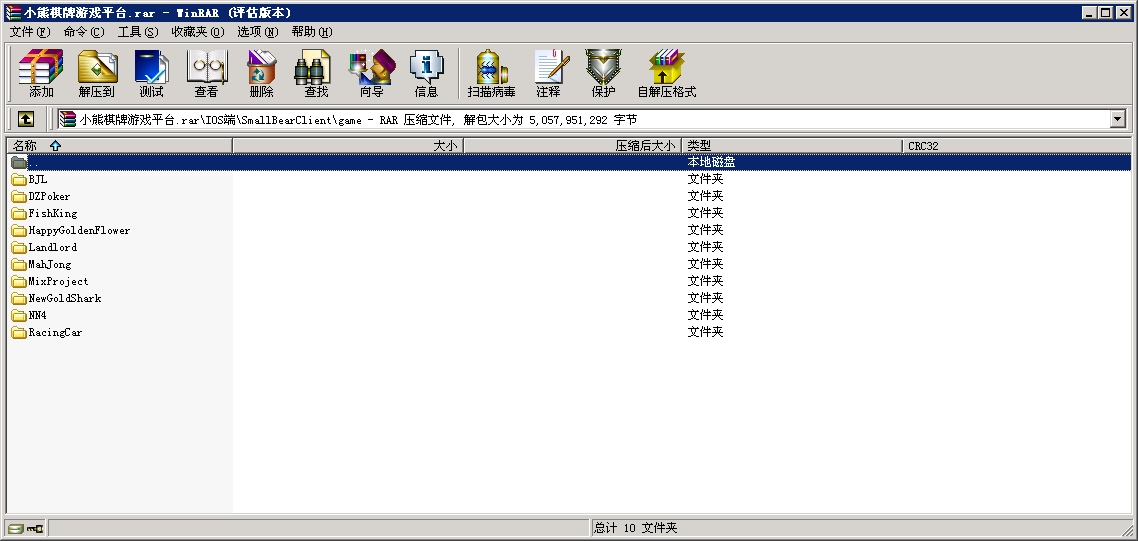 小熊棋牌游戏平台.rar - WinRAR (评估版本)
文件(F) 命令(C) 工具(S) 收藏夹(O) 选项(N) 帮助(H)
添加 解压到 测试 查看 删除 查找 向导 信息 扫描病毒 注释 保护 自解压格式
小熊棋牌游戏平台.rar\IOS端\SmallBearClient\game - RAR 压缩文件, 解包大小为 5,057,951,292 字节
名称 大小 压缩后大小 类型 CRC32
.. 本地磁盘
BJL 文件夹
DZPoker 文件夹
FishKing 文件夹
HappyGoldenFlower 文件夹
Landlord 文件夹
MahJong 文件夹
MixProject 文件夹
NewGoldShark 文件夹
NN4 文件夹
RacingCar 文件夹
总计 10 文件夹